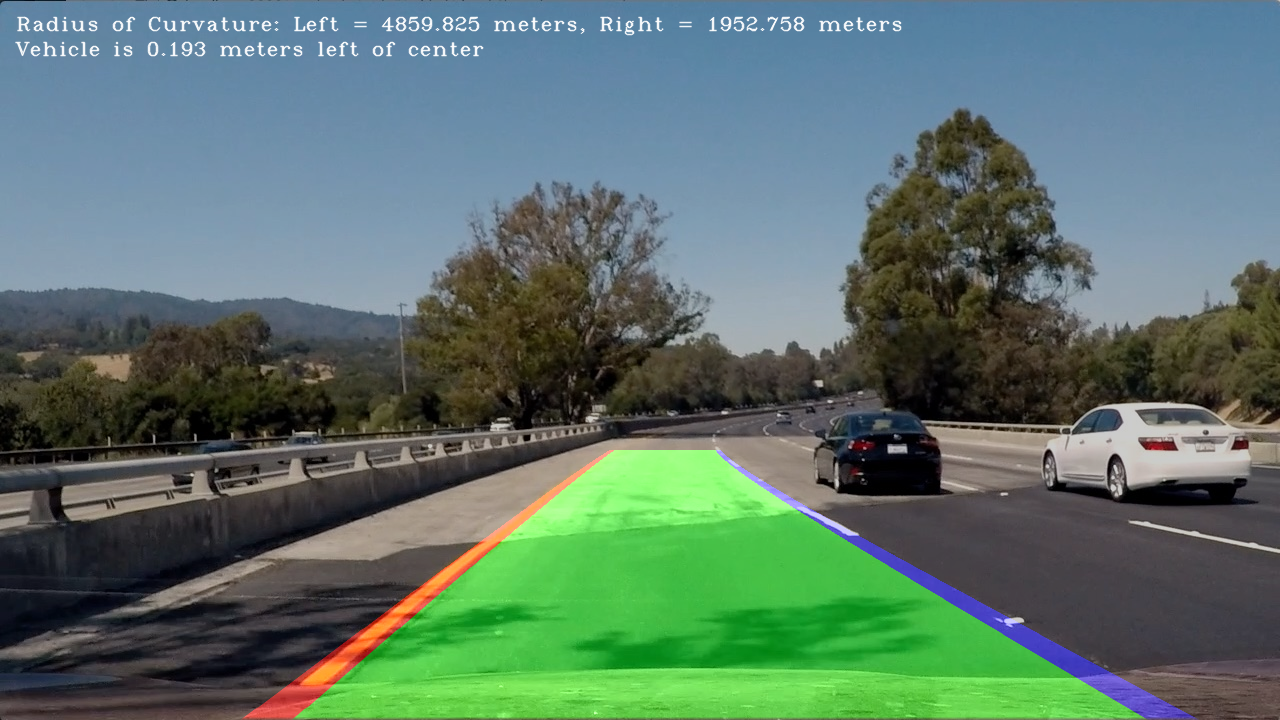 Radius of Curvature: Left = 4859.825 meters, Right = 1952.758 meters
Vehicle is 0.193 meters left of center